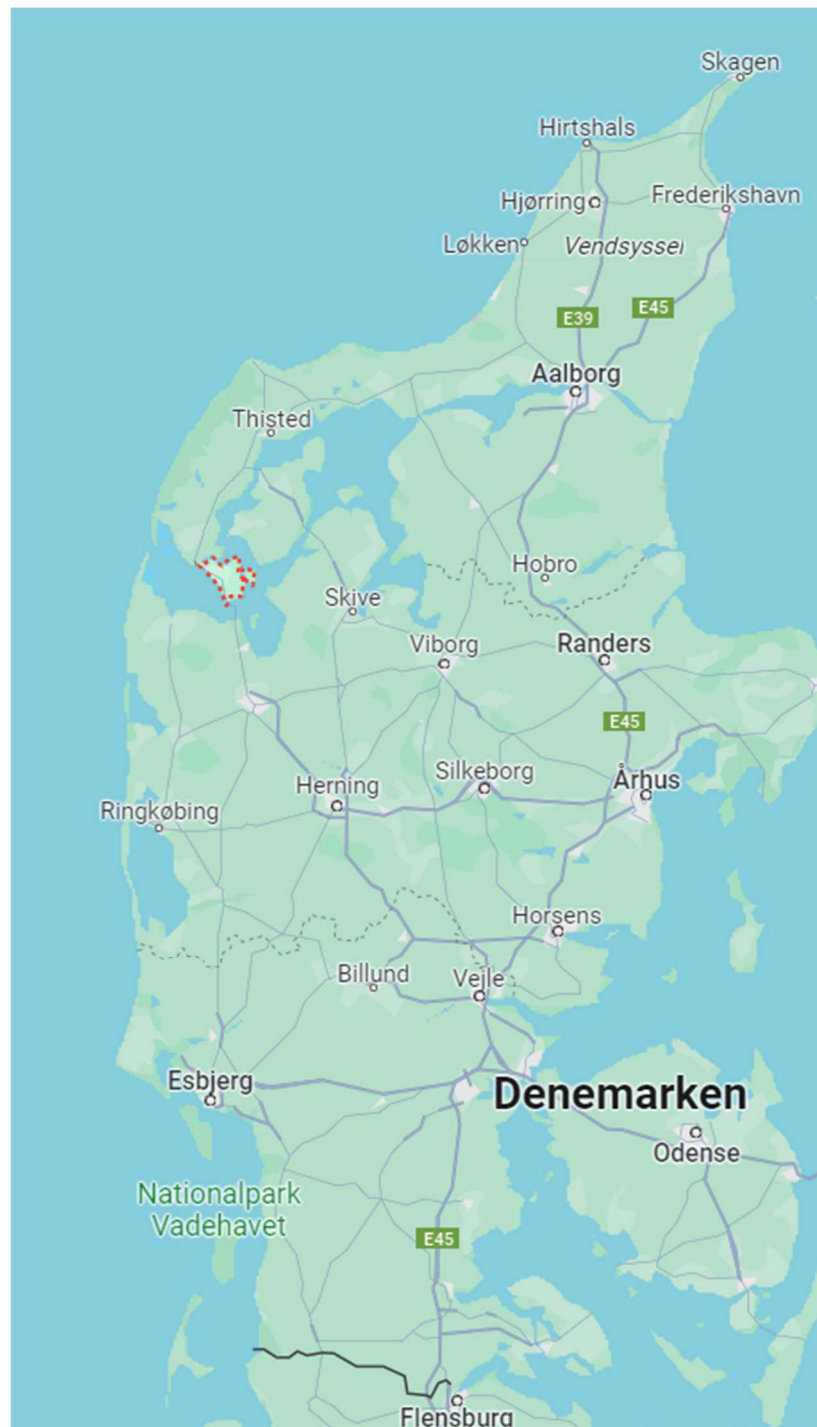 Skagen
Hirtshals
Hjørring
Frederikshavn
Løkken
Vendsyssel
E39
E45
Aalborg
Thisted
Hobro
Skive
Viborg
Randers
E45
Silkeborg
Århus
Herning
Ringkøbing
Horsens
Billund
Vejle
Esbjerg
Denemarken
Odense
Nationalpark
Vadehavet
E45
Flensburg